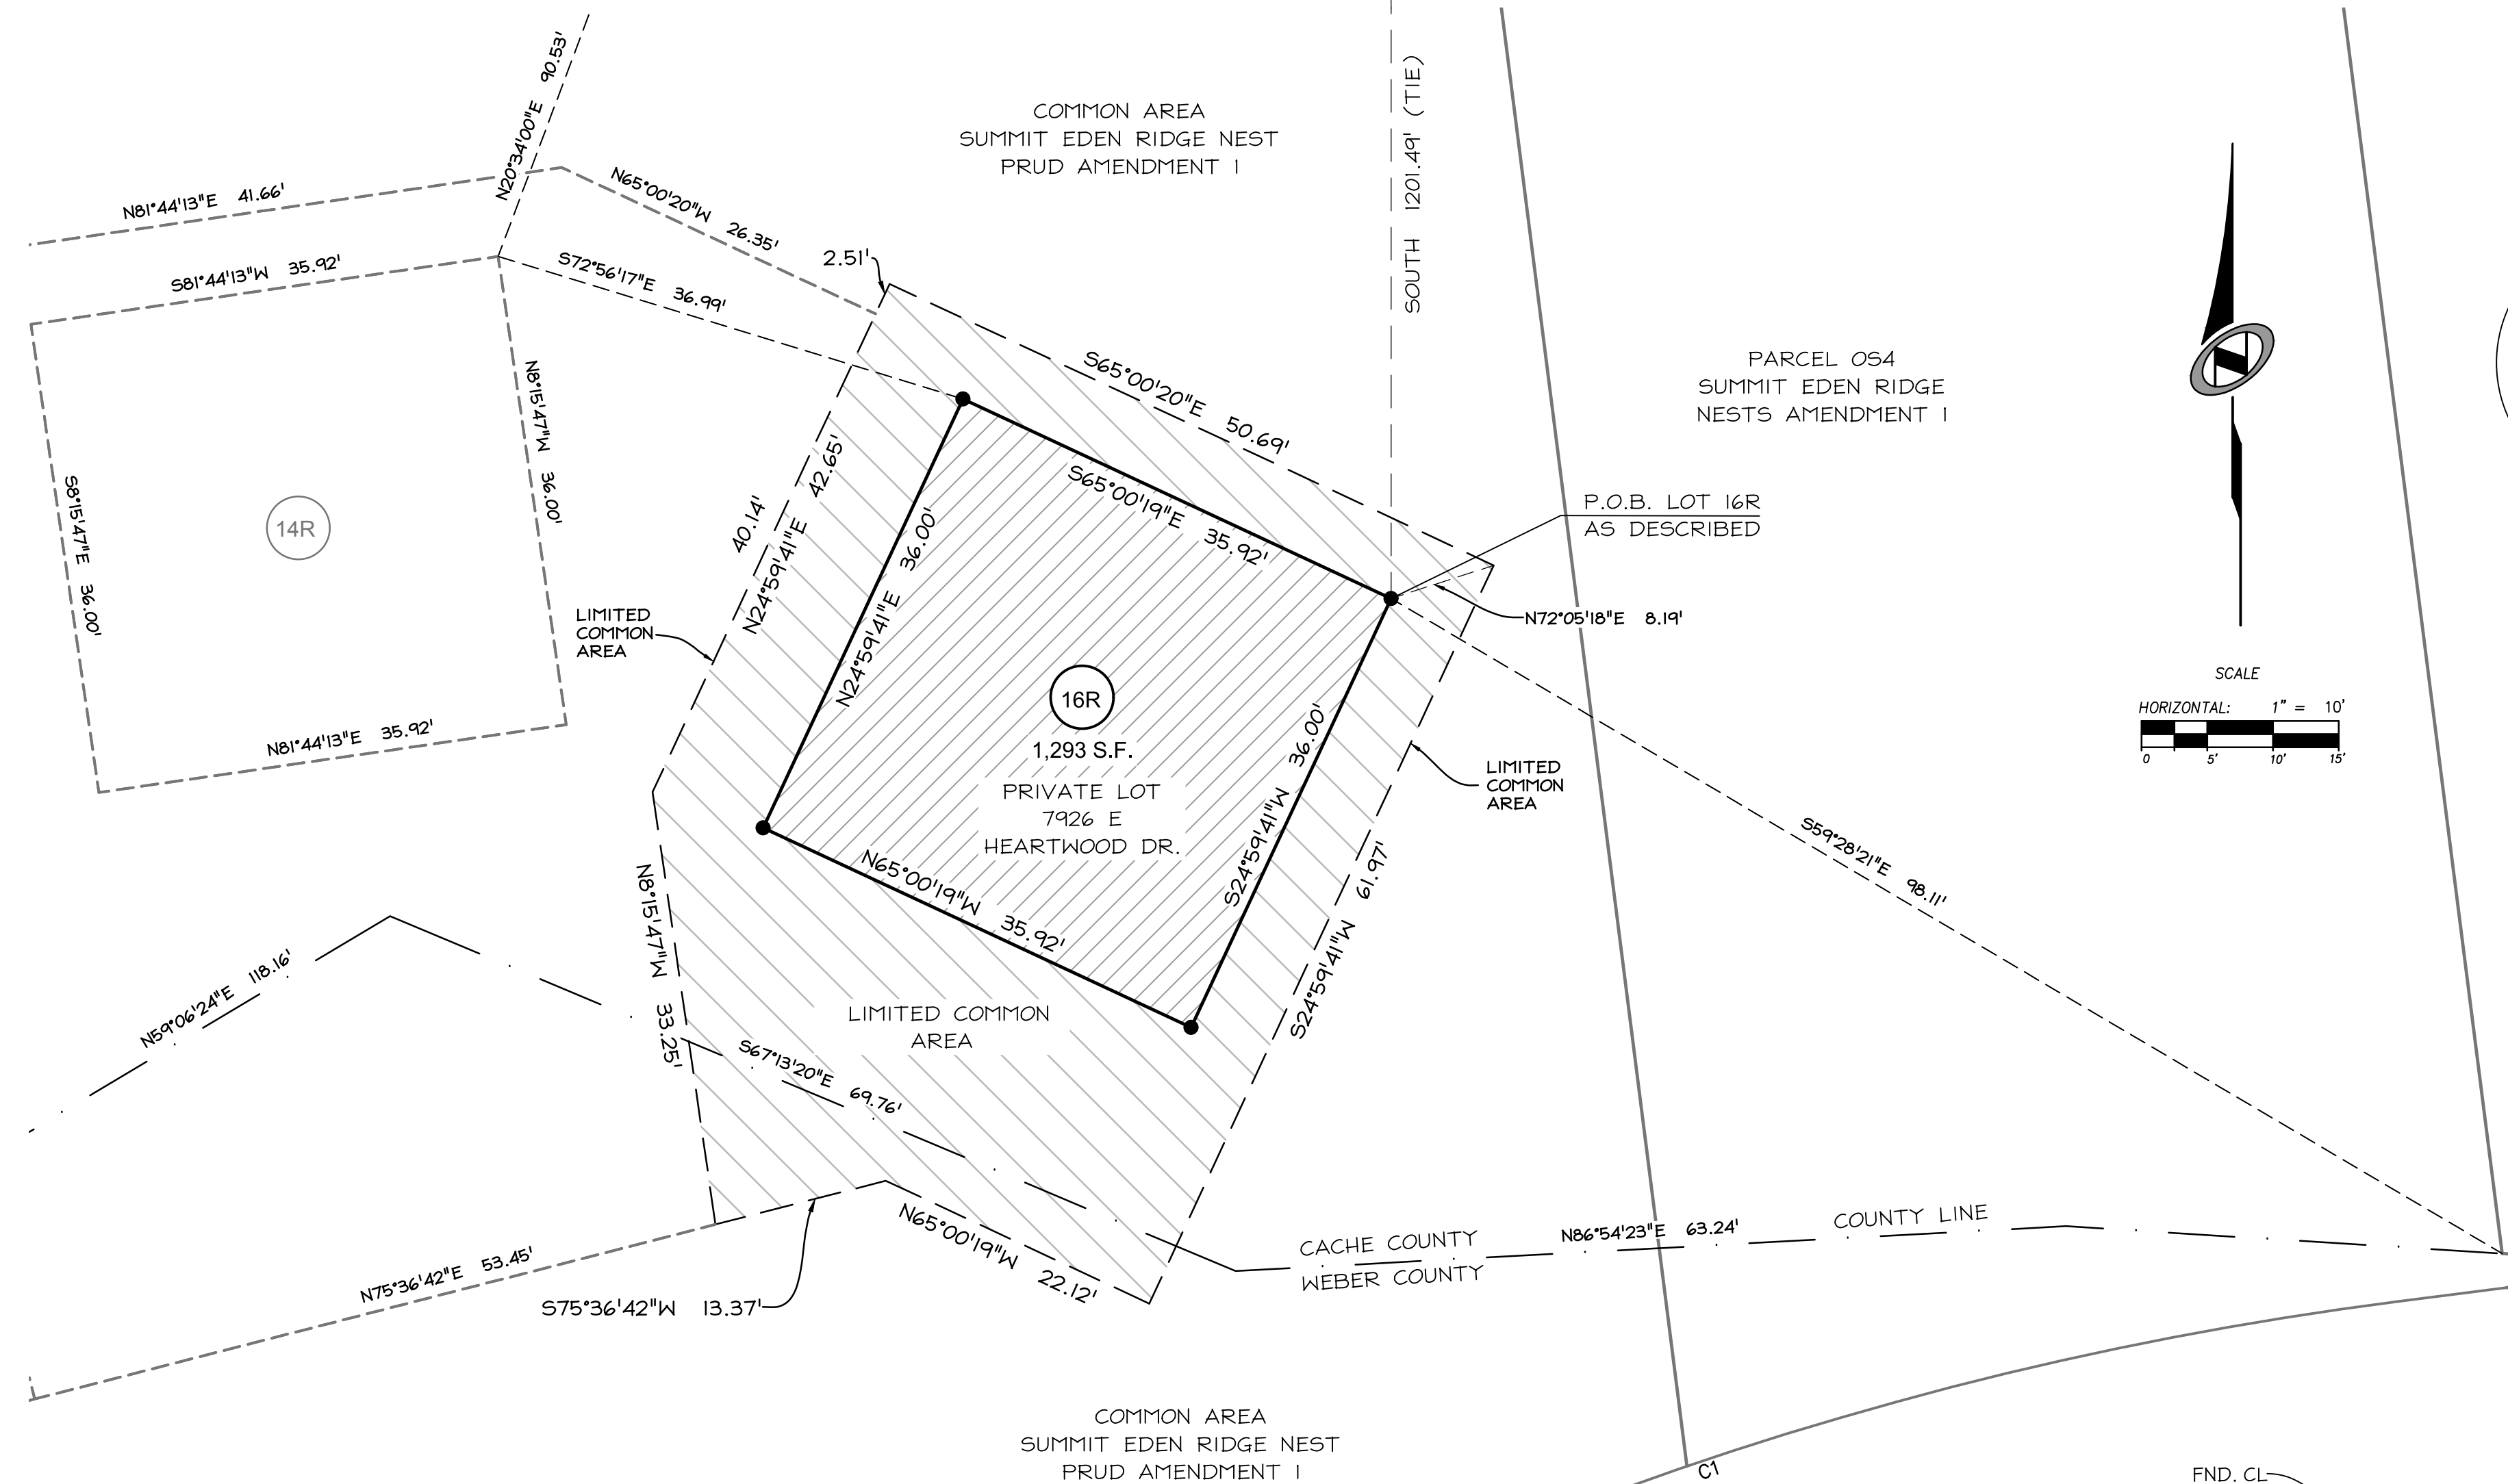 N20°34'00"E 90.53'
COMMON AREA
SUMMIT EDEN RIDGE NEST
PRUD AMENDMENT 1
SOUTH 1201.49' (TIE)
N81°44'13"E 41.66'
N65°00'20"W 26.35'
2.51'
S81°44'13"W 35.92'
S72°56'17"E 36.99'
S65°00'20"E 50.69'
PARCEL OS4
SUMMIT EDEN RIDGE
NESTS AMENDMENT 1
N8°15'47"W 36.00'
S8°15'47"E 36.00'
14R
N81°44'13"E 35.92'
40.14'
N24°59'41"E 42.65'
N24°59'41"E 36.00'
S65°00'19"E 35.92'
P.O.B. LOT 16R
AS DESCRIBED
N72°05'18"E 8.19'
LIMITED
COMMON
AREA
16R
1,293 S.F.
PRIVATE LOT
7926 E
HEARTWOOD DR.
S24°59'41"W 36.00'
S24°59'41"W 61.97'
LIMITED
COMMON
AREA
SCALE
HORIZONTAL: 1" = 10'
0 5' 10' 15'
S59°28'21"E 98.11'
N65°00'19"W 35.92'
N8°15'47"W 33.25'
LIMITED COMMON
AREA
N59°06'24"E 118.16'
S67°13'20"E 69.76'
N65°00'19"W 22.12'
CACHE COUNTY
WEBER COUNTY
N86°54'23"E 63.24'
COUNTY LINE
N75°36'42"E 53.45'
S75°36'42"W 13.37'
COMMON AREA
SUMMIT EDEN RIDGE NEST
PRUD AMENDMENT 1
C1
FND. CL